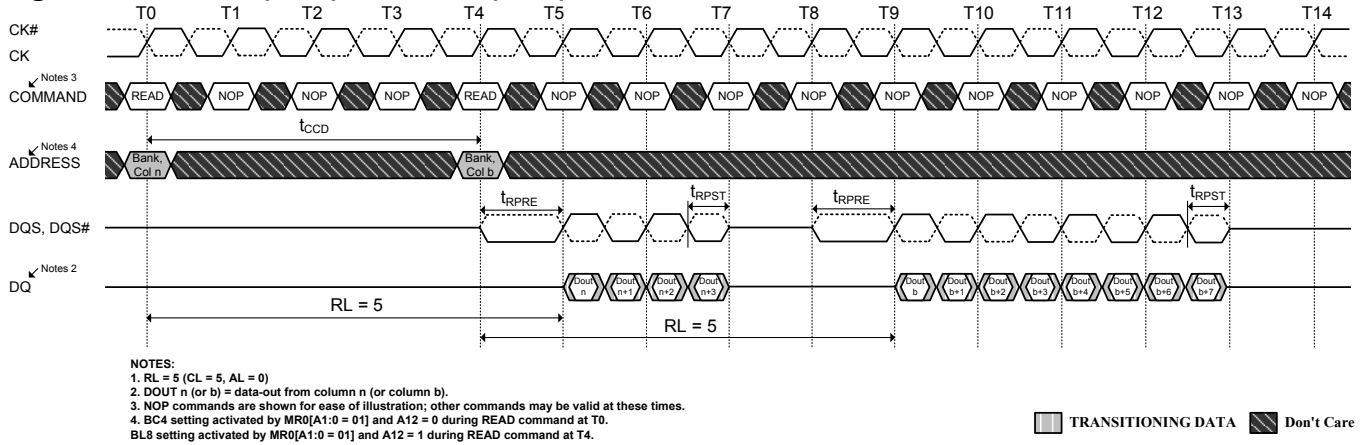 T0 T1 T2 T3 T4 T5 T6 T7 T8 T9 T10 T11 T12 T13 T14
CK#
CK
Notes 3
COMMAND READ NOP NOP NOP READ NOP NOP NOP NOP NOP NOP NOP NOP NOP NOP
tCCD
Notes 4
ADDRESS
Bank, Col n
Bank, Col b
tRPRE tRPST tRPRE tRPST
DQS, DQS#
Notes 2
DQ
Dout n
Dout n+1
Dout n+2
Dout n+3
Dout b
Dout b+1
Dout b+2
Dout b+3
Dout b+4
Dout b+5
Dout b+6
Dout b+7
RL = 5
RL = 5
NOTES:
1. RL = 5 (CL = 5, AL = 0)
2. DOUT n (or b) = data-out from column n (or column b).
3. NOP commands are shown for ease of illustration; other commands may be valid at these times.
4. BC4 setting activated by MR0[A1:0 = 01] and A12 = 0 during READ command at T0.
BL8 setting activated by MR0[A1:0 = 01] and A12 = 1 during READ command at T4.
TRANSITIONING DATA Don't Care